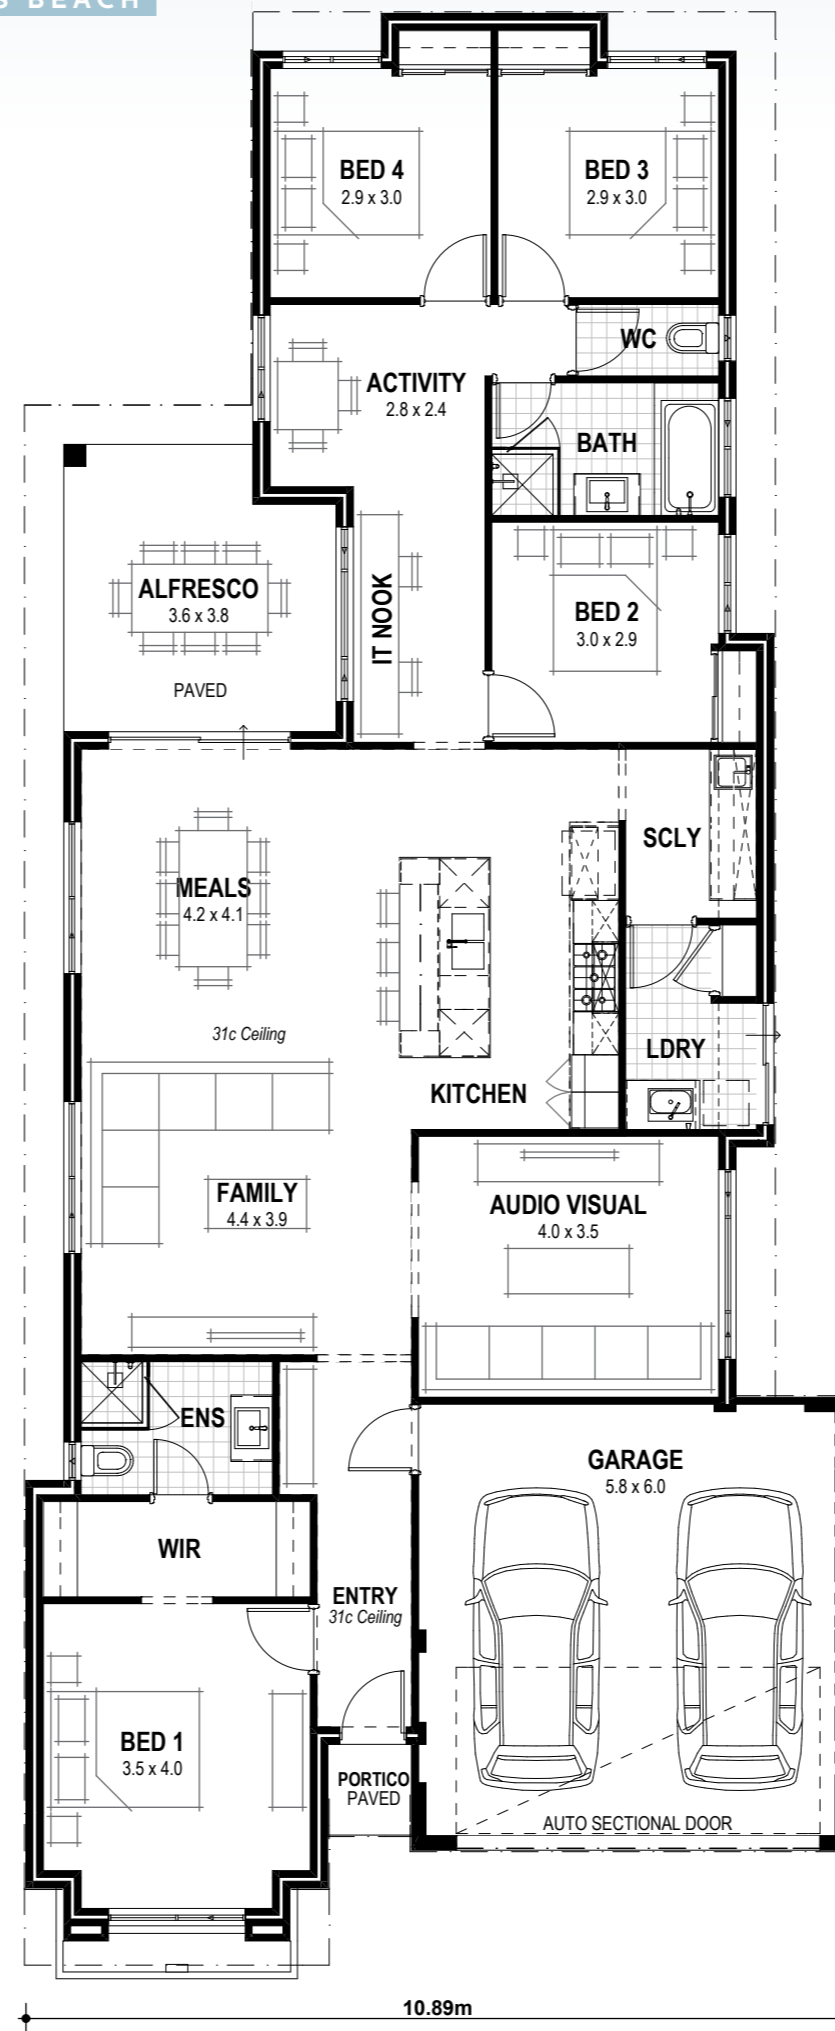 BEACH
BED 4
2.9 x 3.0
BED 3
2.9 x 3.0
WC
ACTIVITY
2.8 x 2.4
BATH
ALFRESCO
3.6 x 3.8
PAVED
IT NOOK
BED 2
3.0 x 2.9
SCLY
MEALS
4.2 x 4.1
31c Ceiling
LDRY
KITCHEN
FAMILY
4.4 x 3.9
AUDIO VISUAL
4.0 x 3.5
ENS
GARAGE
5.8 x 6.0
WIR
ENTRY
31c Ceiling
BED 1
3.5 x 4.0
PORTICO
PAVED
AUTO SECTIONAL DOOR
10.89m